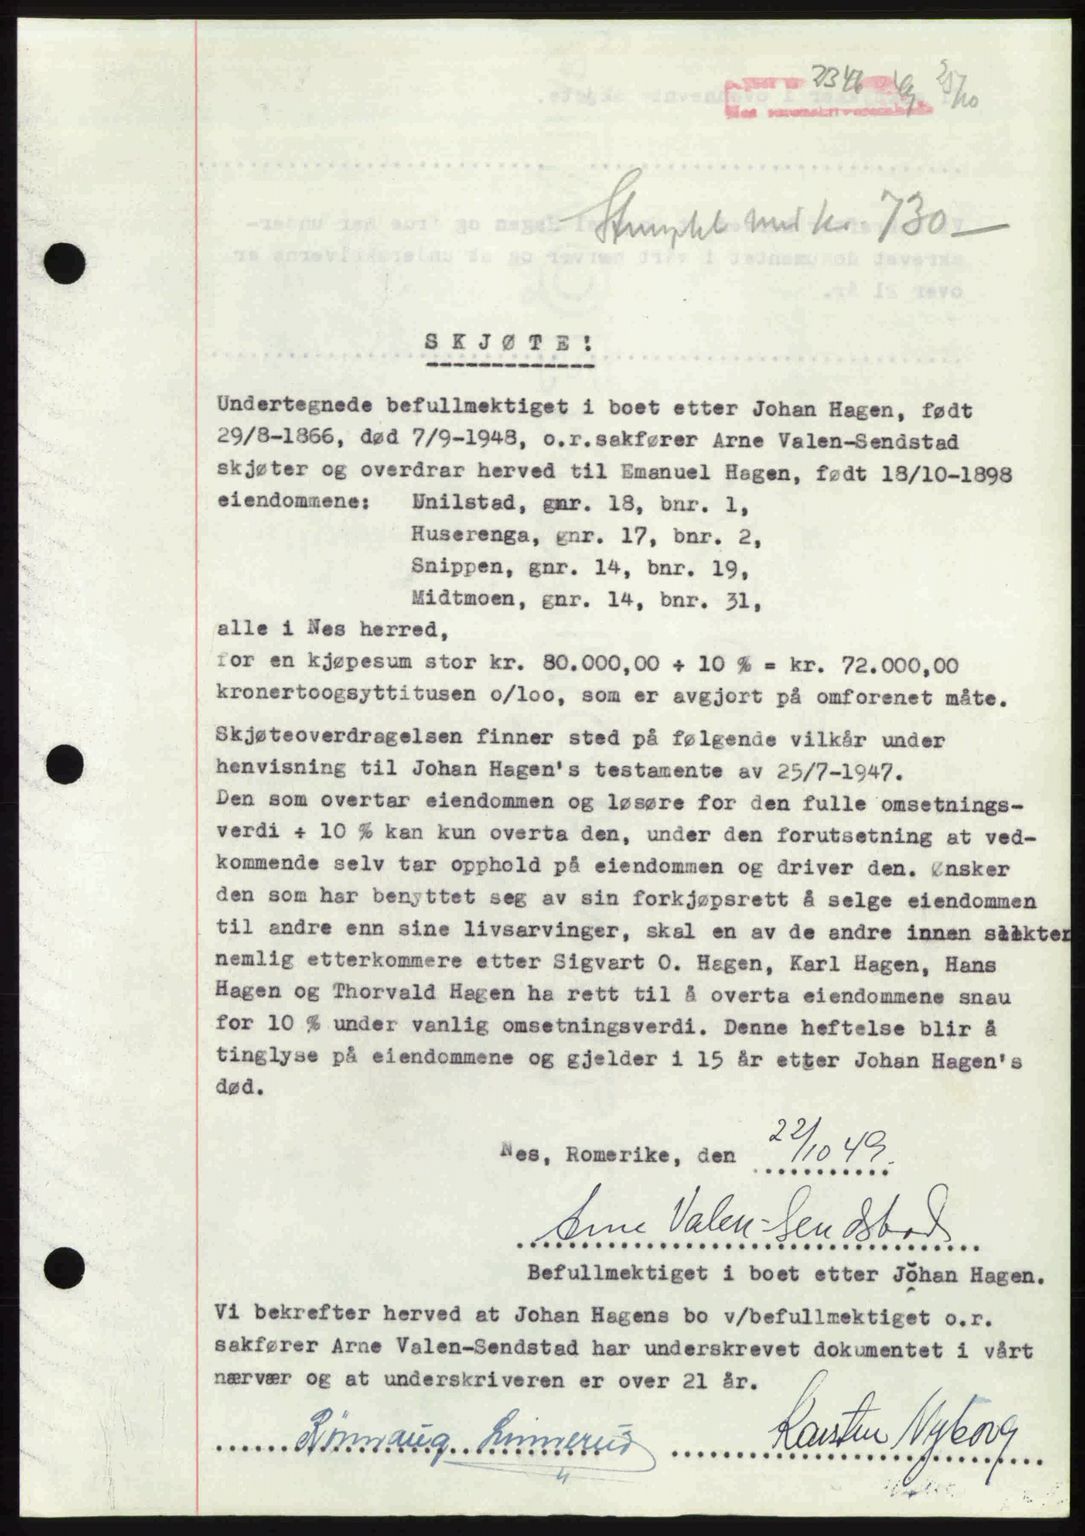 2346 25/10
Nes sorenskriverembede
Stemplet med kr. 730—
SKJØTE!
Undertegnede befullmektiget i boet etter Johan Hagen, født
29/8-1866, død 7/9-1948, o.r.sakfører Arne Valen-Sendstad
skjøter og overdrar herved til Emanuel Hagen, født 18/10-1898
eiendommene: Unilstad, gnr. 18, bnr. 1,
Huserenga, gnr. 17, bnr. 2,
Snippen, gnr. 14, bnr. 19,
Midtmoen, gnr. 14, bnr. 31,
alle i Nes herred,
for en kjøpesum stor kr. 80.000,00 ÷ 10 % = kr. 72.000,00
kronertoogsyttitusen o/loo, som er avgjort på omforenet måte.
Skjøteoverdragelsen finner sted på følgende vilkår under
henvisning til Johan Hagen's testamente av 25/7-1947.
Den som overtar eiendommen og løsøre for den fulle omsetnings-
verdi ÷ 10 % kan kun overta den, under den forutsetning at ved-
kommende selv tar opphold på eiendommen og driver den. Ønsker
den som har benyttet seg av sin forkjøpsrett å selge eiendommen
til andre enn sine livsarvinger, skal en av de andre innen slekten
nemlig etterkommere etter Sigvart O. Hagen, Karl Hagen, Hans
Hagen og Thorvald Hagen ha rett til å overta eiendommene snau
for 10 % under vanlig omsetningsverdi. Denne heftelse blir å
tinglyse på eiendommene og gjelder i 15 år etter Johan Hagen's
død.
Nes, Romerike, den 22/10 49.
Arne Valen-Sendstad
Befullmektiget i boet etter Johan Hagen.
Vi bekrefter herved at Johan Hagens bo v/befullmektiget o.r.
sakfører Arne Valen-Sendstad har underskrevet dokumentet i vårt
nærvær og at underskriveren er over 21 år.
Rönnaug Linnerud Karsten Nyborg